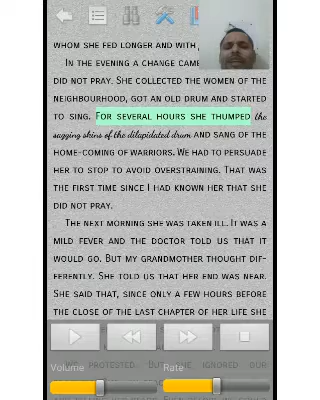 WHOM SHE FED LONGER AND WITH
IN THE EVENING A CHANGE CAME
DID NOT PRAY. SHE COLLECTED THE WOMEN OF THE
NEIGHBOURHOOD, GOT AN OLD DRUM AND STARTED
TO SING. FOR SEVERAL HOURS SHE THUMPED the
sagging skins of the dilapidated drum AND SANG OF THE
HOME-COMING OF WARRIORS. WE HAD TO PERSUADE
HER TO STOP TO AVOID OVERSTRAINING. THAT WAS
THE FIRST TIME SINCE I HAD KNOWN HER THAT SHE
DID NOT PRAY.
THE NEXT MORNING SHE WAS TAKEN ILL. IT WAS A
MILD FEVER AND THE DOCTOR TOLD US THAT IT
WOULD GO. BUT MY GRANDMOTHER THOUGHT DIF-
FERENTLY. SHE TOLD US THAT HER END WAS NEAR.
SHE SAID THAT, SINCE ONLY A FEW HOURS BEFORE
THE CLOSE OF THE LAST CHAPTER OF HER LIFE SHE
PROTESTED. BUT SHE IGNORED OUR
Volume
Rate